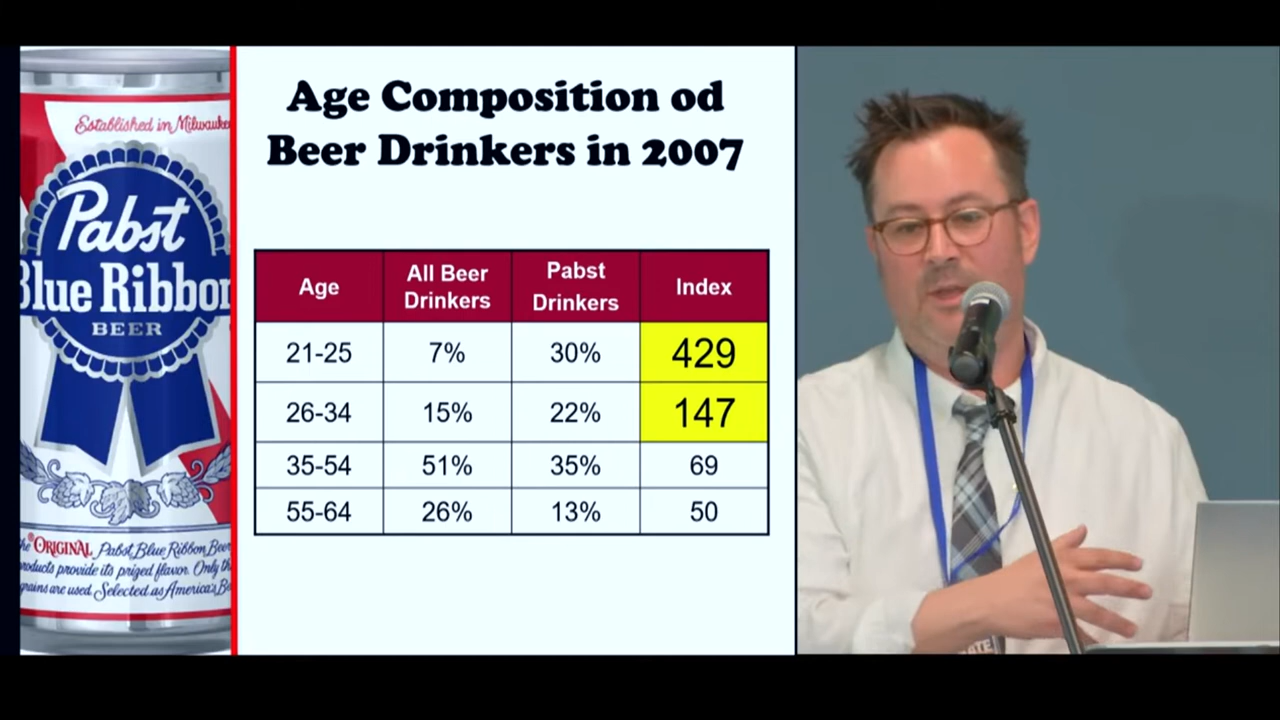 Established in Milwaukee
Pabst
Blue Ribbon
BEER
ORIGINAL Pabst Blue Ribbon Beer
products provide its prized flavor. Only the
grains are used. Selected as America's
Age Composition od
Beer Drinkers in 2007
Age All Beer Drinkers Pabst Drinkers Index
21-25 7% 30% 429
26-34 15% 22% 147
35-54 51% 35% 69
55-64 26% 13% 50